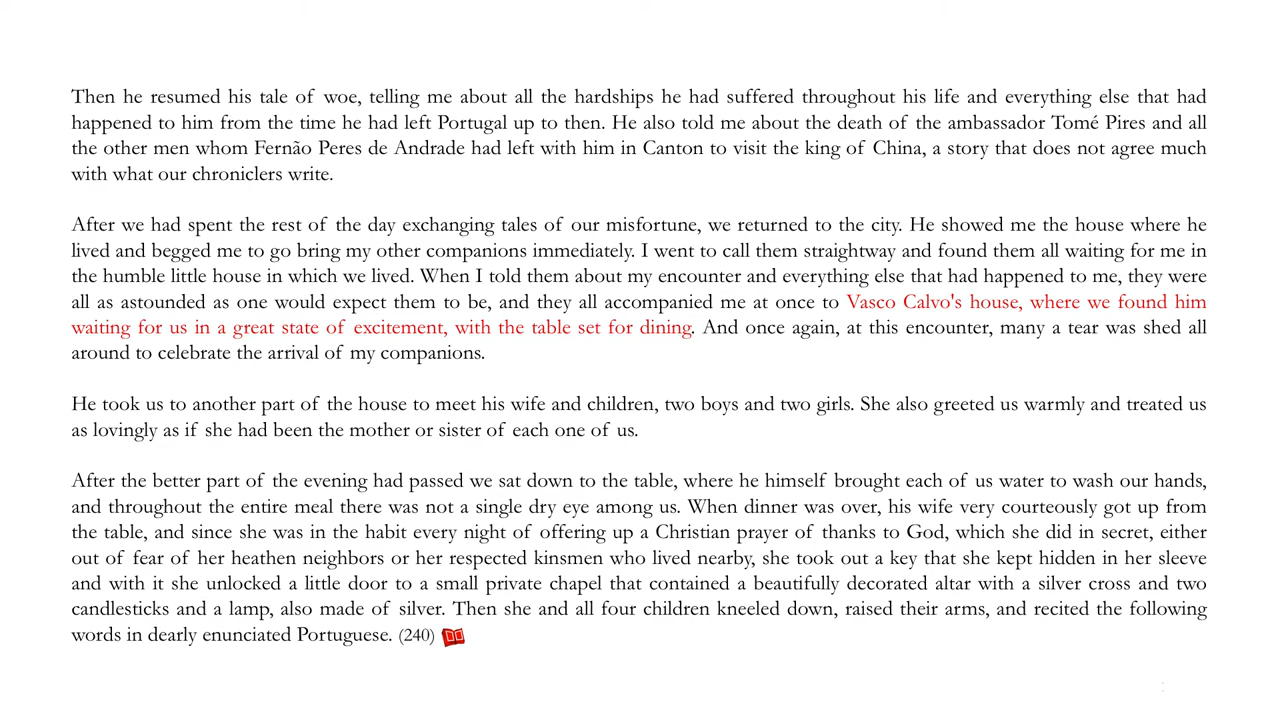 Then he resumed his tale of woe, telling me about all the hardships he had suffered throughout his life and everything else that had
happened to him from the time he had left Portugal up to then. He also told me about the death of the ambassador Tomé Pires and all
the other men whom Fernão Peres de Andrade had left with him in Canton to visit the king of China, a story that does not agree much
with what our chroniclers write.
After we had spent the rest of the day exchanging tales of our misfortune, we returned to the city. He showed me the house where he
lived and begged me to go bring my other companions immediately. I went to call them straightway and found them all waiting for me in
the humble little house in which we lived. When I told them about my encounter and everything else that had happened to me, they were
all as astounded as one would expect them to be, and they all accompanied me at once to Vasco Calvo's house, where we found him
waiting for us in a great state of excitement, with the table set for dining. And once again, at this encounter, many a tear was shed all
around to celebrate the arrival of my companions.
He took us to another part of the house to meet his wife and children, two boys and two girls. She also greeted us warmly and treated us
as lovingly as if she had been the mother or sister of each one of us.
After the better part of the evening had passed we sat down to the table, where he himself brought each of us water to wash our hands,
and throughout the entire meal there was not a single dry eye among us. When dinner was over, his wife very courteously got up from
the table, and since she was in the habit every night of offering up a Christian prayer of thanks to God, which she did in secret, either
out of fear of her heathen neighbors or her respected kinsmen who lived nearby, she took out a key that she kept hidden in her sleeve
and with it she unlocked a little door to a small private chapel that contained a beautifully decorated altar with a silver cross and two
candlesticks and a lamp, also made of silver. Then she and all four children kneeled down, raised their arms, and recited the following
words in dearly enunciated Portuguese. (240)